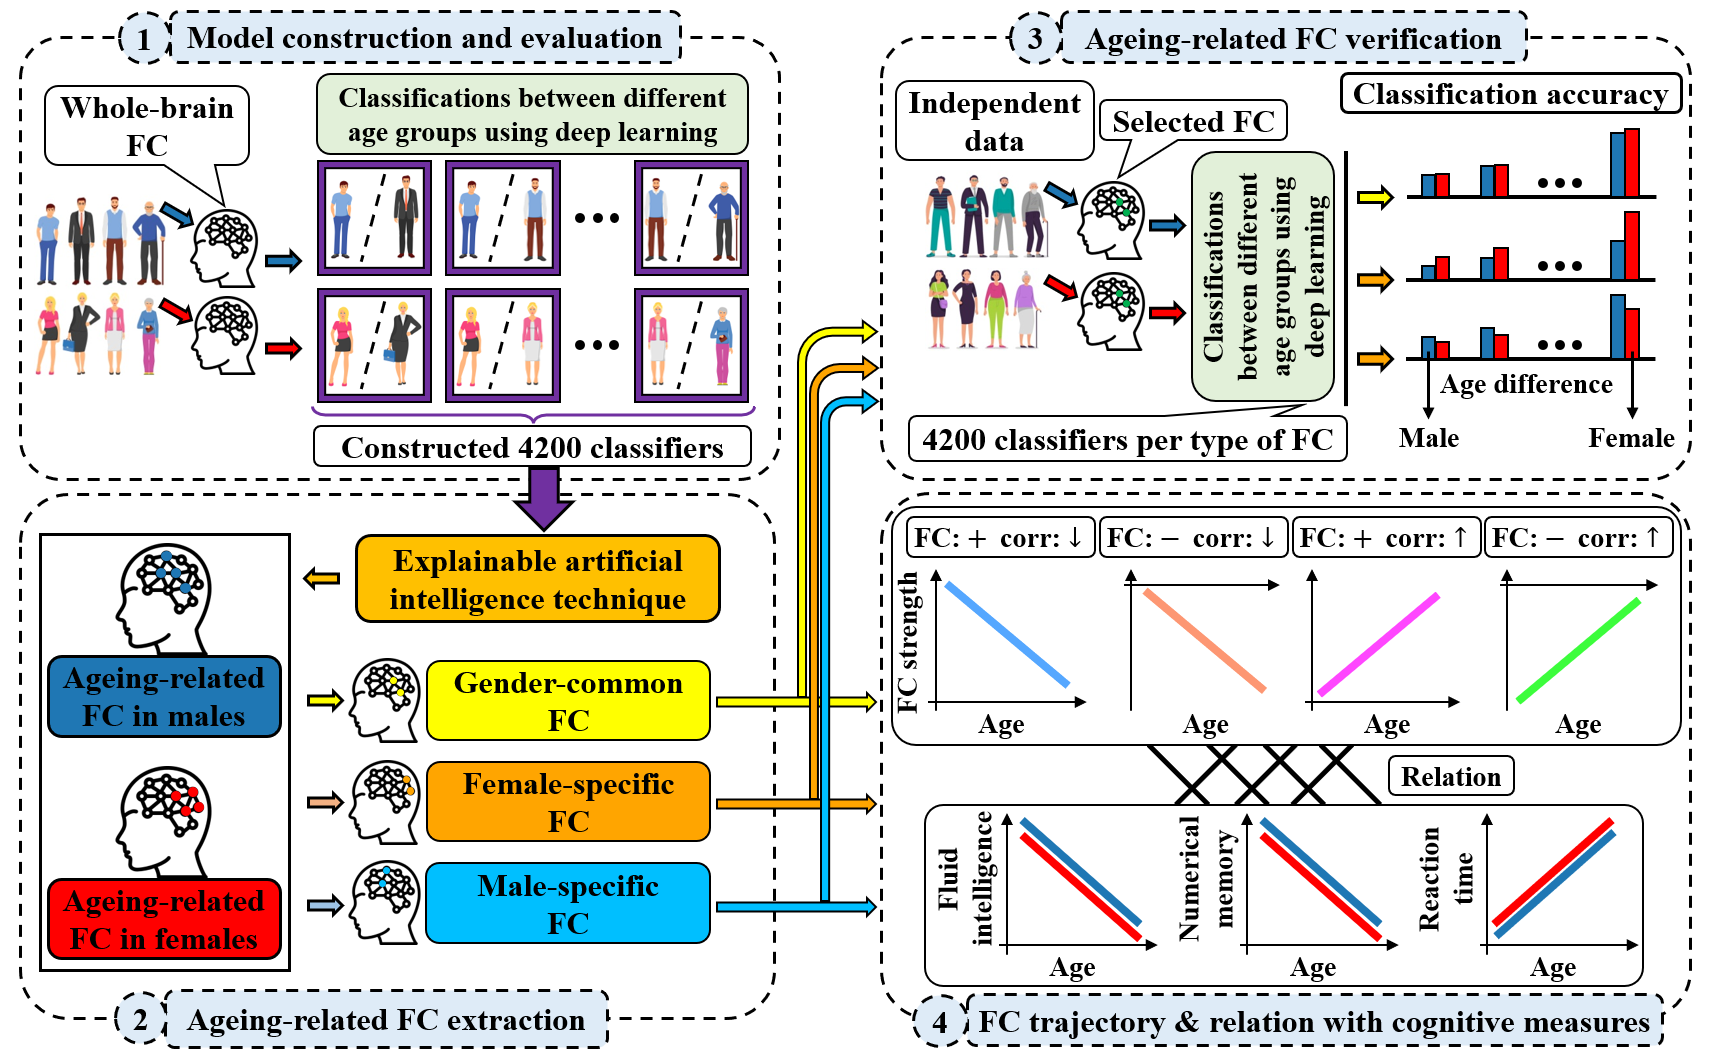 1
Model construction and evaluation
Whole-brain
FC
Classifications between different
age groups using deep learning
Constructed 4200 classifiers
Explainable artificial
intelligence technique
Ageing-related
FC in males
Ageing-related
FC in females
Gender-common
FC
Female-specific
FC
Male-specific
FC
2
Ageing-related FC extraction
3
Ageing-related FC verification
Independent
data
Selected FC
Classifications
between different
age groups using
deep learning
4200 classifiers per type of FC
Classification accuracy
Age difference
Male
Female
FC: + corr: ↓
FC: − corr: ↓
FC: + corr: ↑
FC: − corr: ↑
FC strength
Age
Age
Age
Age
Relation
Fluid
intelligence
Age
Numerical
memory
Age
Reaction
time
Age
4
FC trajectory & relation with cognitive measures